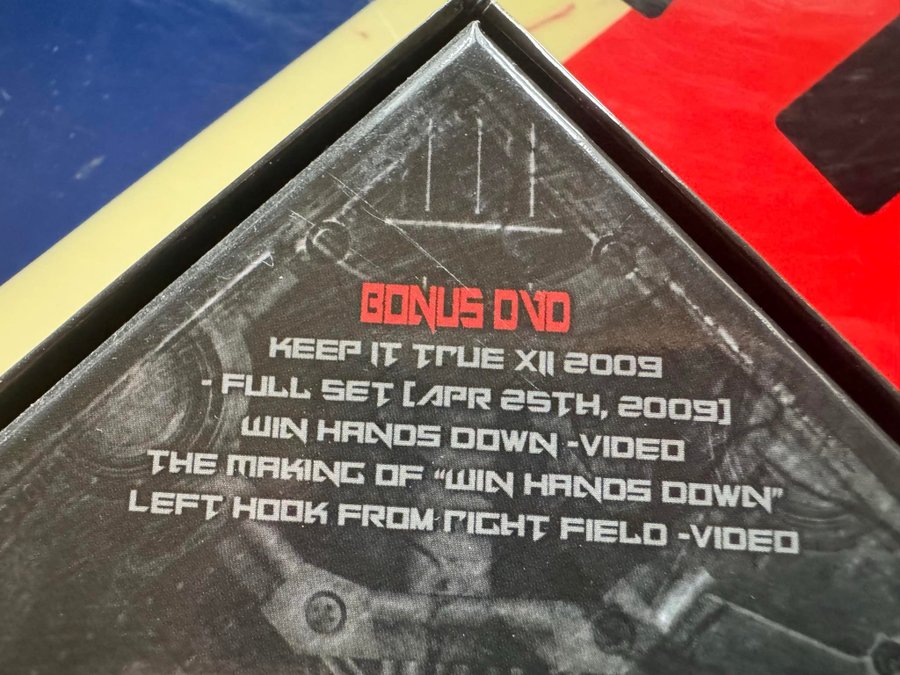 BONUS DVD
KEEP IT TRUE XII 2009
- FULL SET [APR 25TH, 2009]
WIN HANDS DOWN -VIDEO
THE MAKING OF "WIN HANDS DOWN"
LEFT HOOK FROM RIGHT FIELD -VIDEO